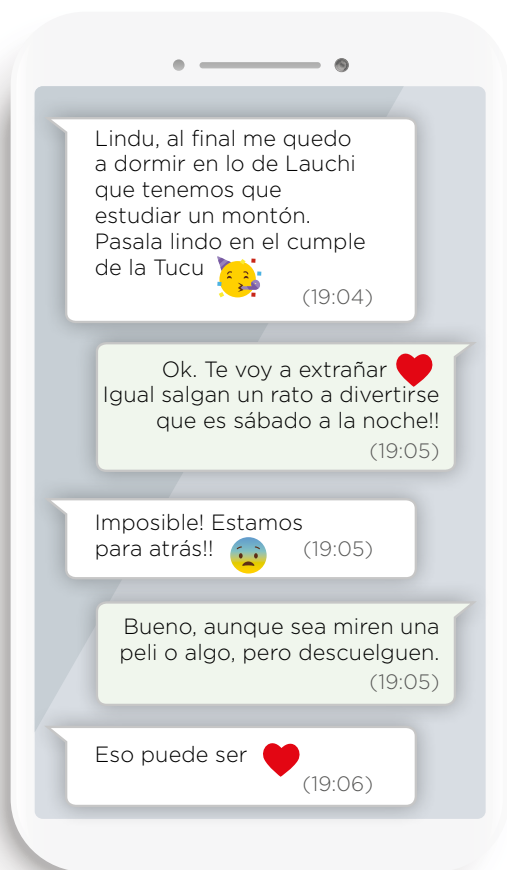 Lindu, al final me quedo
a dormir en lo de Lauchi
que tenemos que
estudiar un montón.
Pasala lindo en el cumple
de la Tucu
(19:04)
Ok. Te voy a extrañar
Igual salgan un rato a divertirse
que es sábado a la noche!!
(19:05)
Imposible! Estamos
para atrás!! (19:05)
Bueno, aunque sea miren una
peli o algo, pero descuelguen.
(19:05)
Eso puede ser
(19:06)